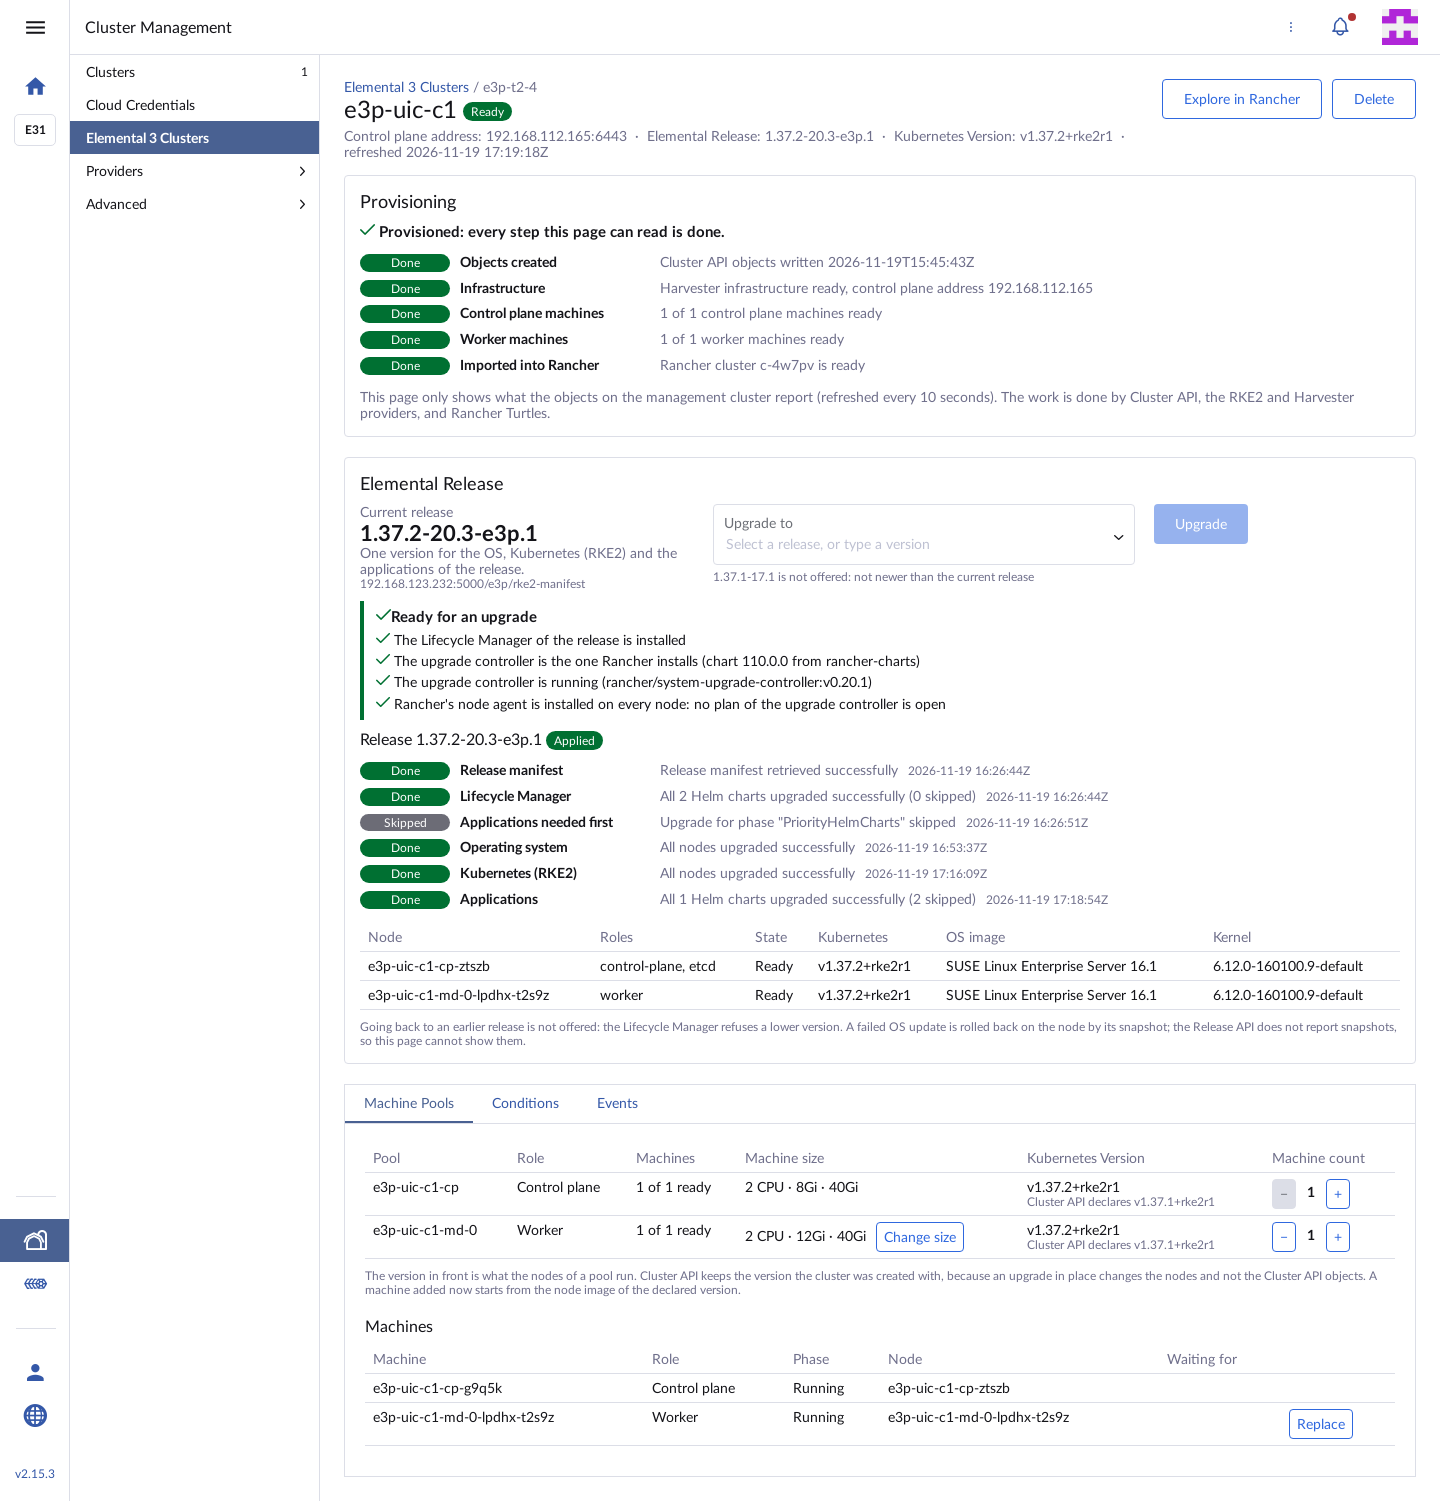 Cluster Management
E31
Clusters 1
Cloud Credentials
Elemental 3 Clusters
Providers
Advanced
v2.15.3
Elemental 3 Clusters / e3p-t2-4
e3p-uic-c1 Ready
Explore in Rancher
Delete
Control plane address: 192.168.112.165:6443 · Elemental Release: 1.37.2-20.3-e3p.1 · Kubernetes Version: v1.37.2+rke2r1 ·
refreshed 2026-11-19 17:19:18Z
Provisioning
Provisioned: every step this page can read is done.
Done Objects created Cluster API objects written 2026-11-19T15:45:43Z
Done Infrastructure Harvester infrastructure ready, control plane address 192.168.112.165
Done Control plane machines 1 of 1 control plane machines ready
Done Worker machines 1 of 1 worker machines ready
Done Imported into Rancher Rancher cluster c-4w7pv is ready
This page only shows what the objects on the management cluster report (refreshed every 10 seconds). The work is done by Cluster API, the RKE2 and Harvester
providers, and Rancher Turtles.
Elemental Release
Current release
1.37.2-20.3-e3p.1
One version for the OS, Kubernetes (RKE2) and the
applications of the release.
192.168.123.232:5000/e3p/rke2-manifest
Upgrade to
Select a release, or type a version
Upgrade
1.37.1-17.1 is not offered: not newer than the current release
Ready for an upgrade
The Lifecycle Manager of the release is installed
The upgrade controller is the one Rancher installs (chart 110.0.0 from rancher-charts)
The upgrade controller is running (rancher/system-upgrade-controller:v0.20.1)
Rancher's node agent is installed on every node: no plan of the upgrade controller is open
Release 1.37.2-20.3-e3p.1 Applied
Done Release manifest Release manifest retrieved successfully 2026-11-19 16:26:44Z
Done Lifecycle Manager All 2 Helm charts upgraded successfully (0 skipped) 2026-11-19 16:26:44Z
Skipped Applications needed first Upgrade for phase "PriorityHelmCharts" skipped 2026-11-19 16:26:51Z
Done Operating system All nodes upgraded successfully 2026-11-19 16:53:37Z
Done Kubernetes (RKE2) All nodes upgraded successfully 2026-11-19 17:16:09Z
Done Applications All 1 Helm charts upgraded successfully (2 skipped) 2026-11-19 17:18:54Z
Node Roles State Kubernetes OS image Kernel
e3p-uic-c1-cp-ztszb control-plane, etcd Ready v1.37.2+rke2r1 SUSE Linux Enterprise Server 16.1 6.12.0-160100.9-default
e3p-uic-c1-md-0-lpdhx-t2s9z worker Ready v1.37.2+rke2r1 SUSE Linux Enterprise Server 16.1 6.12.0-160100.9-default
Going back to an earlier release is not offered: the Lifecycle Manager refuses a lower version. A failed OS update is rolled back on the node by its snapshot; the Release API does not report snapshots,
so this page cannot show them.
Machine Pools Conditions Events
Pool Role Machines Machine size Kubernetes Version Machine count
e3p-uic-c1-cp Control plane 1 of 1 ready 2 CPU · 8Gi · 40Gi v1.37.2+rke2r1 − 1 +
Cluster API declares v1.37.1+rke2r1
e3p-uic-c1-md-0 Worker 1 of 1 ready 2 CPU · 12Gi · 40Gi Change size v1.37.2+rke2r1 − 1 +
Cluster API declares v1.37.1+rke2r1
The version in front is what the nodes of a pool run. Cluster API keeps the version the cluster was created with, because an upgrade in place changes the nodes and not the Cluster API objects. A
machine added now starts from the node image of the declared version.
Machines
Machine Role Phase Node Waiting for
e3p-uic-c1-cp-g9q5k Control plane Running e3p-uic-c1-cp-ztszb
e3p-uic-c1-md-0-lpdhx-t2s9z Worker Running e3p-uic-c1-md-0-lpdhx-t2s9z Replace